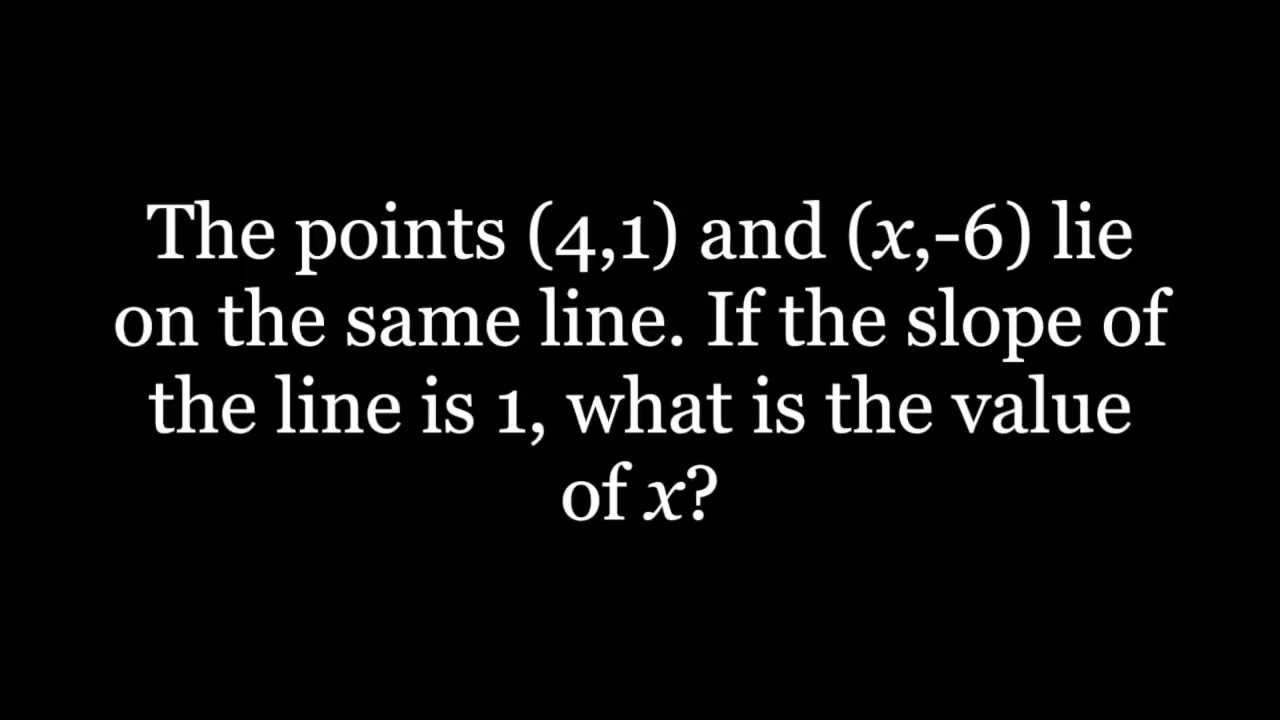 The points (4,1) and (x,-6) lie
on the same line. If the slope of
the line is 1, what is the value
of x?